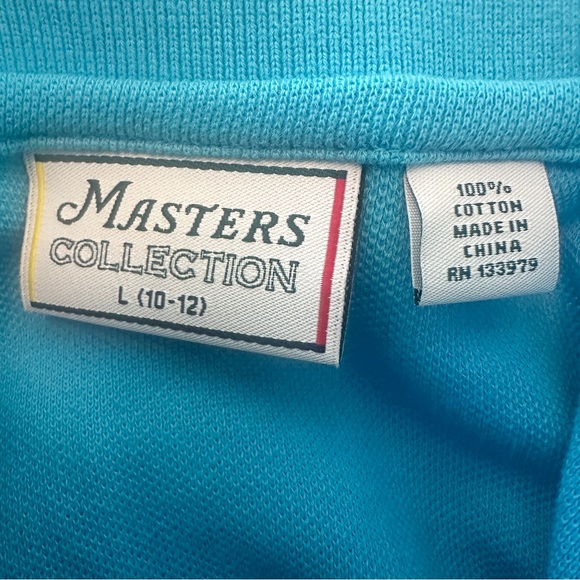 MASTERS
COLLECTION
L (10-12)
100%
COTTON
MADE IN
CHINA
RN 133979